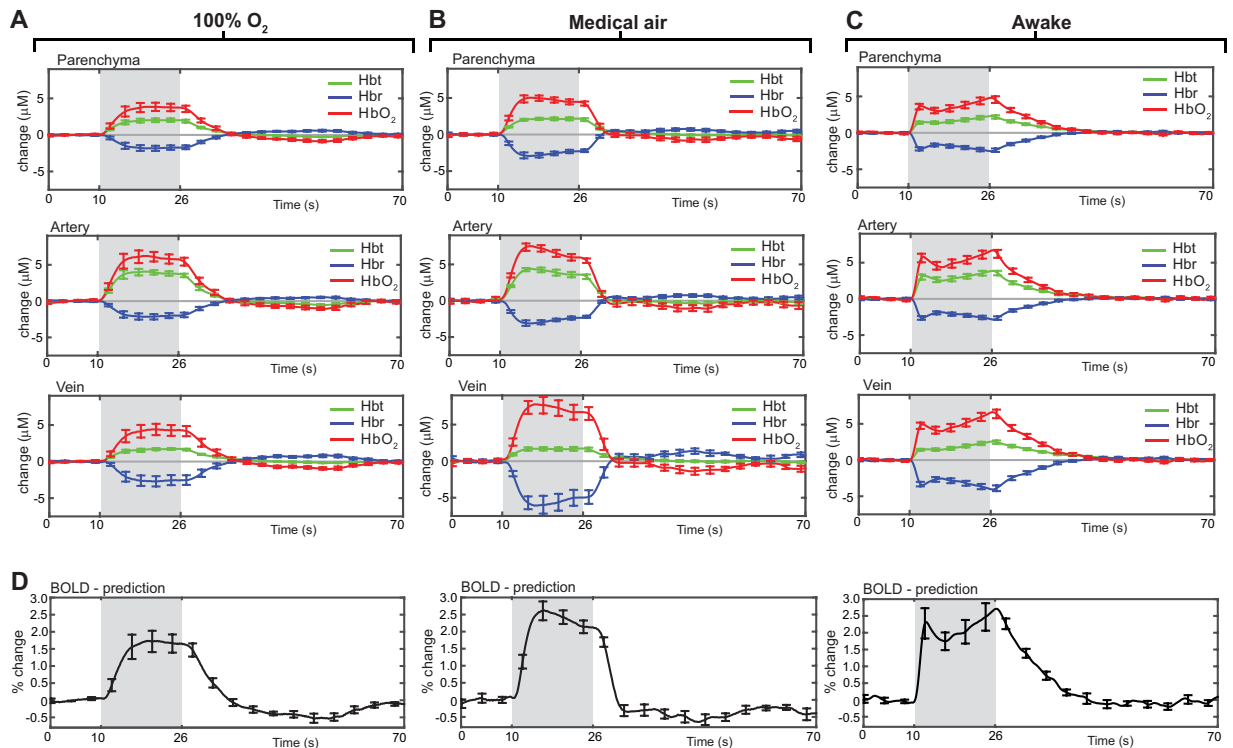 A
100% O2
Parenchyma
Hbt
Hbr
HbO2
change (μM)
5
0
-5
0
10
26
Time (s)
70
Artery
Hbt
Hbr
HbO2
change (μM)
5
0
-5
0
10
26
Time (s)
70
Vein
Hbt
Hbr
HbO2
change (μM)
5
0
-5
0
10
26
Time (s)
70
B
Medical air
Parenchyma
Hbt
Hbr
HbO2
change (μM)
5
0
-5
0
10
26
Time (s)
70
Artery
Hbt
Hbr
HbO2
change (μM)
5
0
-5
0
10
26
Time (s)
70
Vein
Hbt
Hbr
HbO2
change (μM)
5
0
-5
0
10
26
Time (s)
70
C
Awake
Parenchyma
Hbt
Hbr
HbO2
change (μM)
5
0
-5
0
10
26
Time (s)
70
Artery
Hbt
Hbr
HbO2
change (μM)
5
0
-5
0
10
26
Time (s)
70
Vein
Hbt
Hbr
HbO2
change (μM)
5
0
-5
0
10
26
Time (s)
70
D
BOLD - prediction
% change
3.0
2.5
2.0
1.5
1.0
0
-0.5
0
10
26
Time (s)
70
BOLD - prediction
% change
3.0
2.5
2.0
1.5
1.0
0
-0.5
0
10
26
Time (s)
70
BOLD - prediction
% change
3.0
2.5
2.0
1.5
1.0
0
-0.5
0
10
26
Time (s)
70